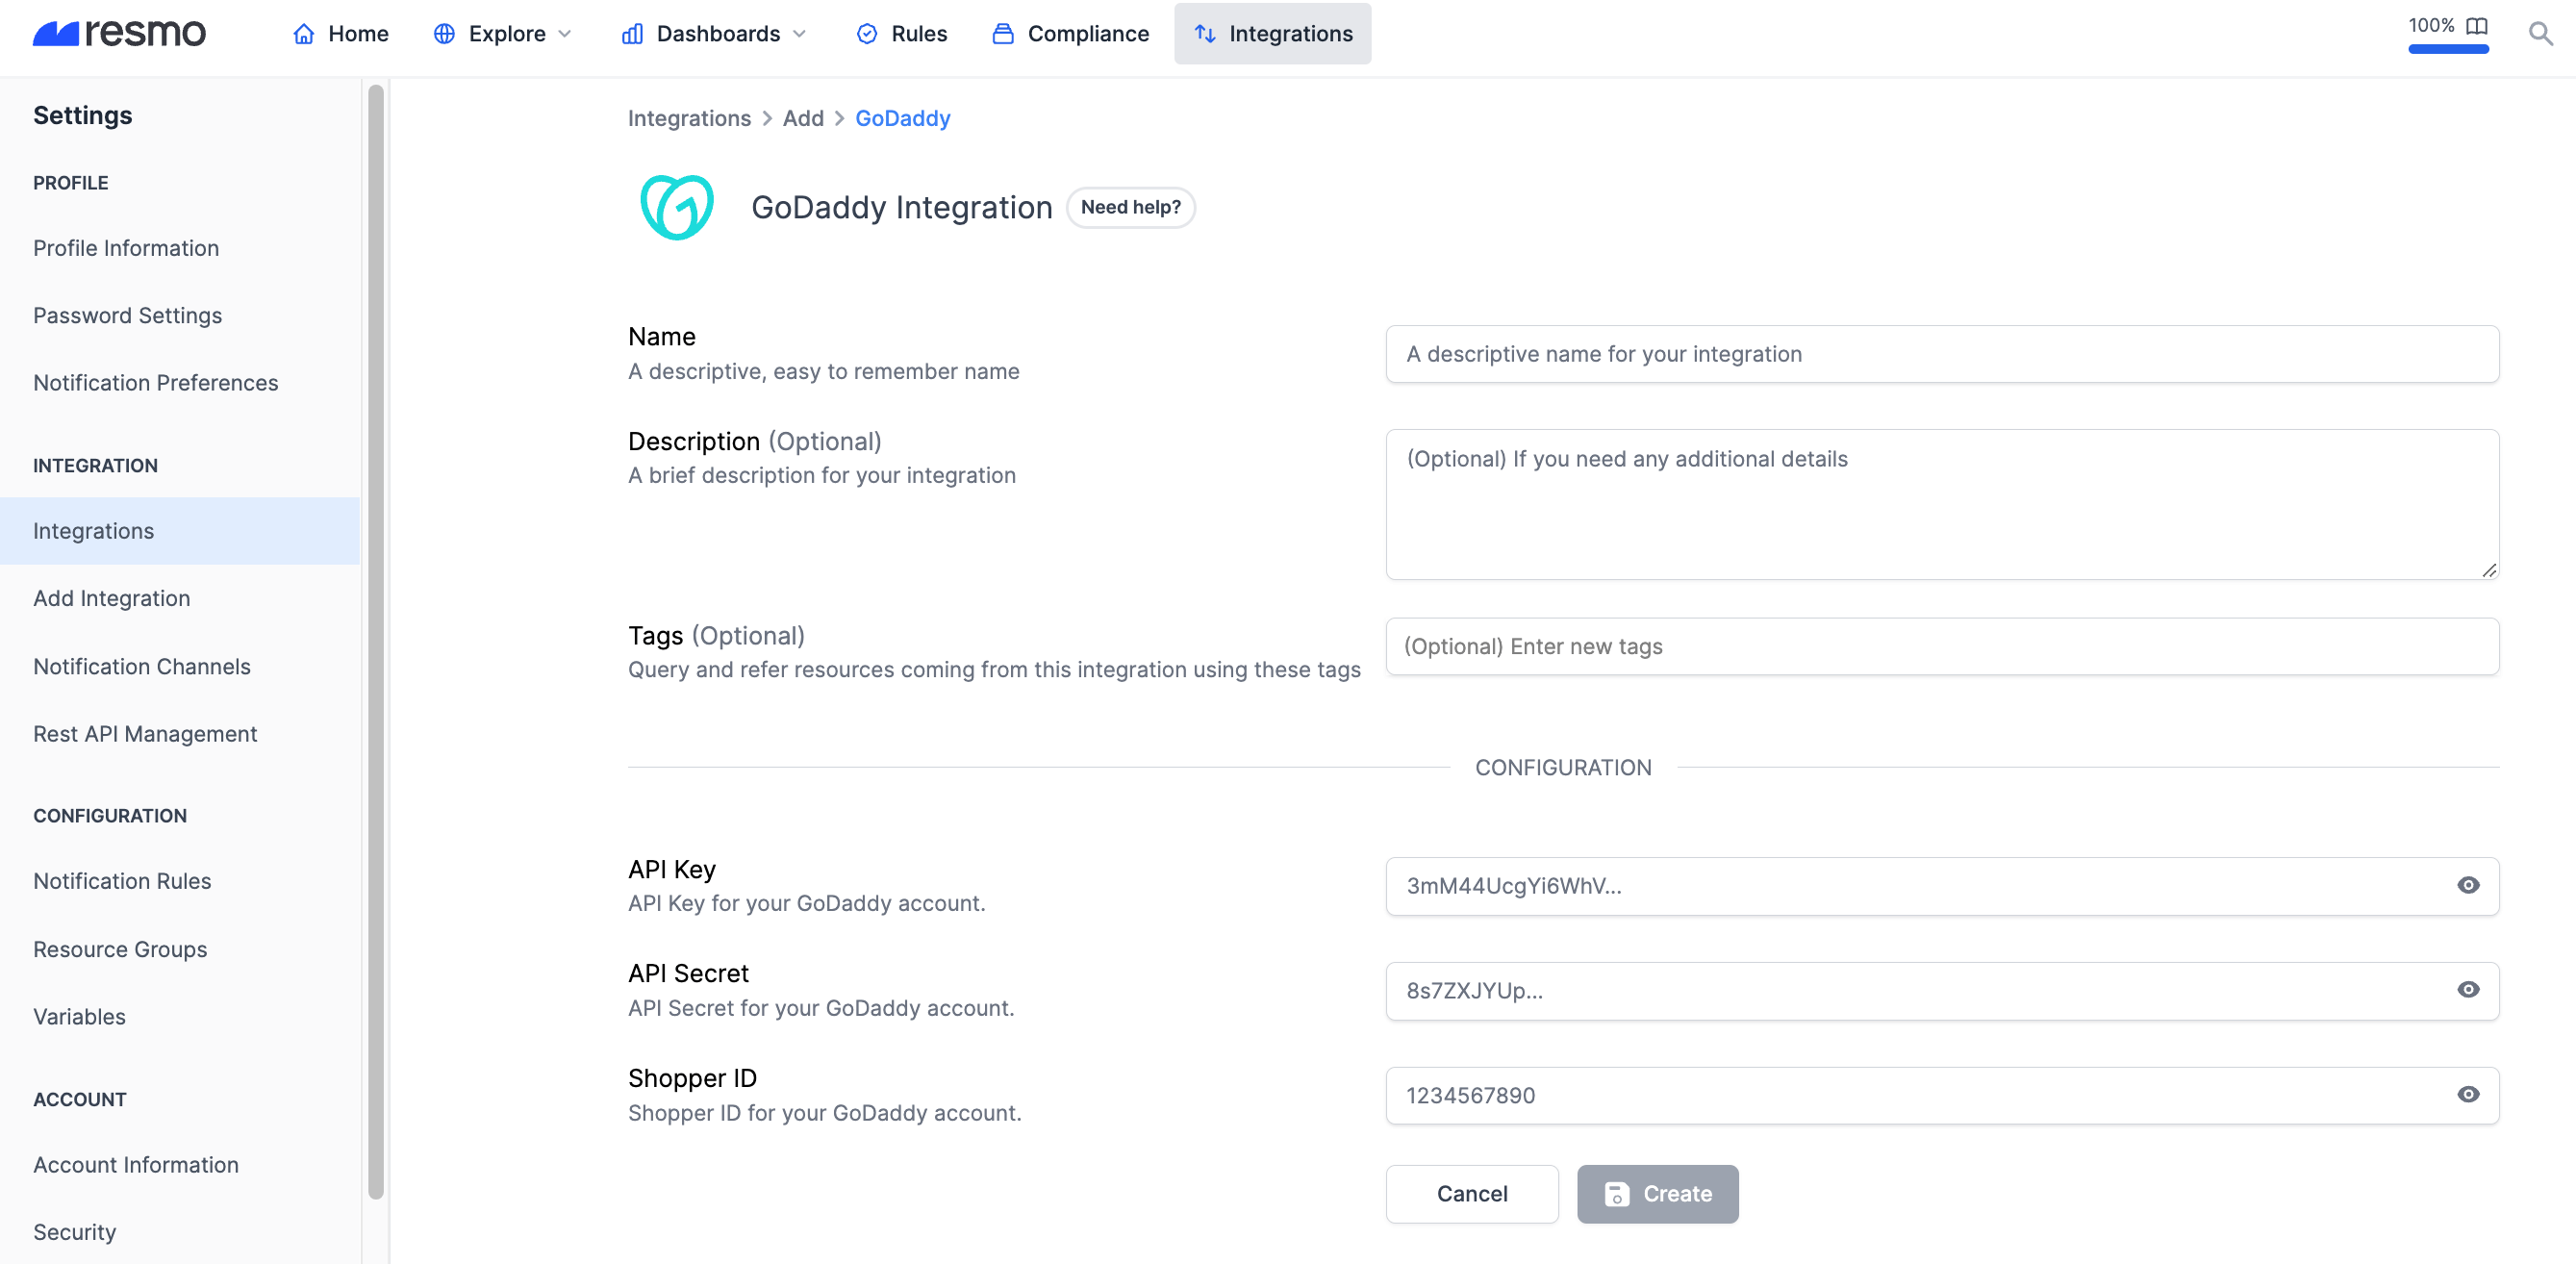 resmo
Home
Explore
Dashboards
Rules
Compliance
Integrations
100%
Settings
PROFILE
Profile Information
Password Settings
Notification Preferences
INTEGRATION
Integrations
Add Integration
Notification Channels
Rest API Management
CONFIGURATION
Notification Rules
Resource Groups
Variables
ACCOUNT
Account Information
Security
Integrations > Add > GoDaddy
GoDaddy Integration
Need help?
Name
A descriptive, easy to remember name
A descriptive name for your integration
Description (Optional)
A brief description for your integration
(Optional) If you need any additional details
Tags (Optional)
Query and refer resources coming from this integration using these tags
(Optional) Enter new tags
CONFIGURATION
API Key
API Key for your GoDaddy account.
3mM44UcgYi6WhV...
API Secret
API Secret for your GoDaddy account.
8s7ZXJYUp...
Shopper ID
Shopper ID for your GoDaddy account.
1234567890
Cancel
Create